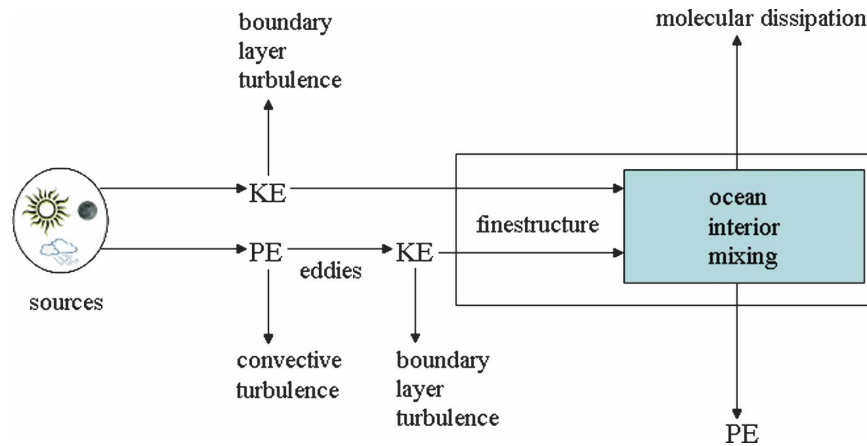 molecular dissipation
boundary
layer
turbulence
KE
finestructure
ocean
interior
mixing
PE
eddies
KE
sources
convective
turbulence
boundary
layer
turbulence
PE